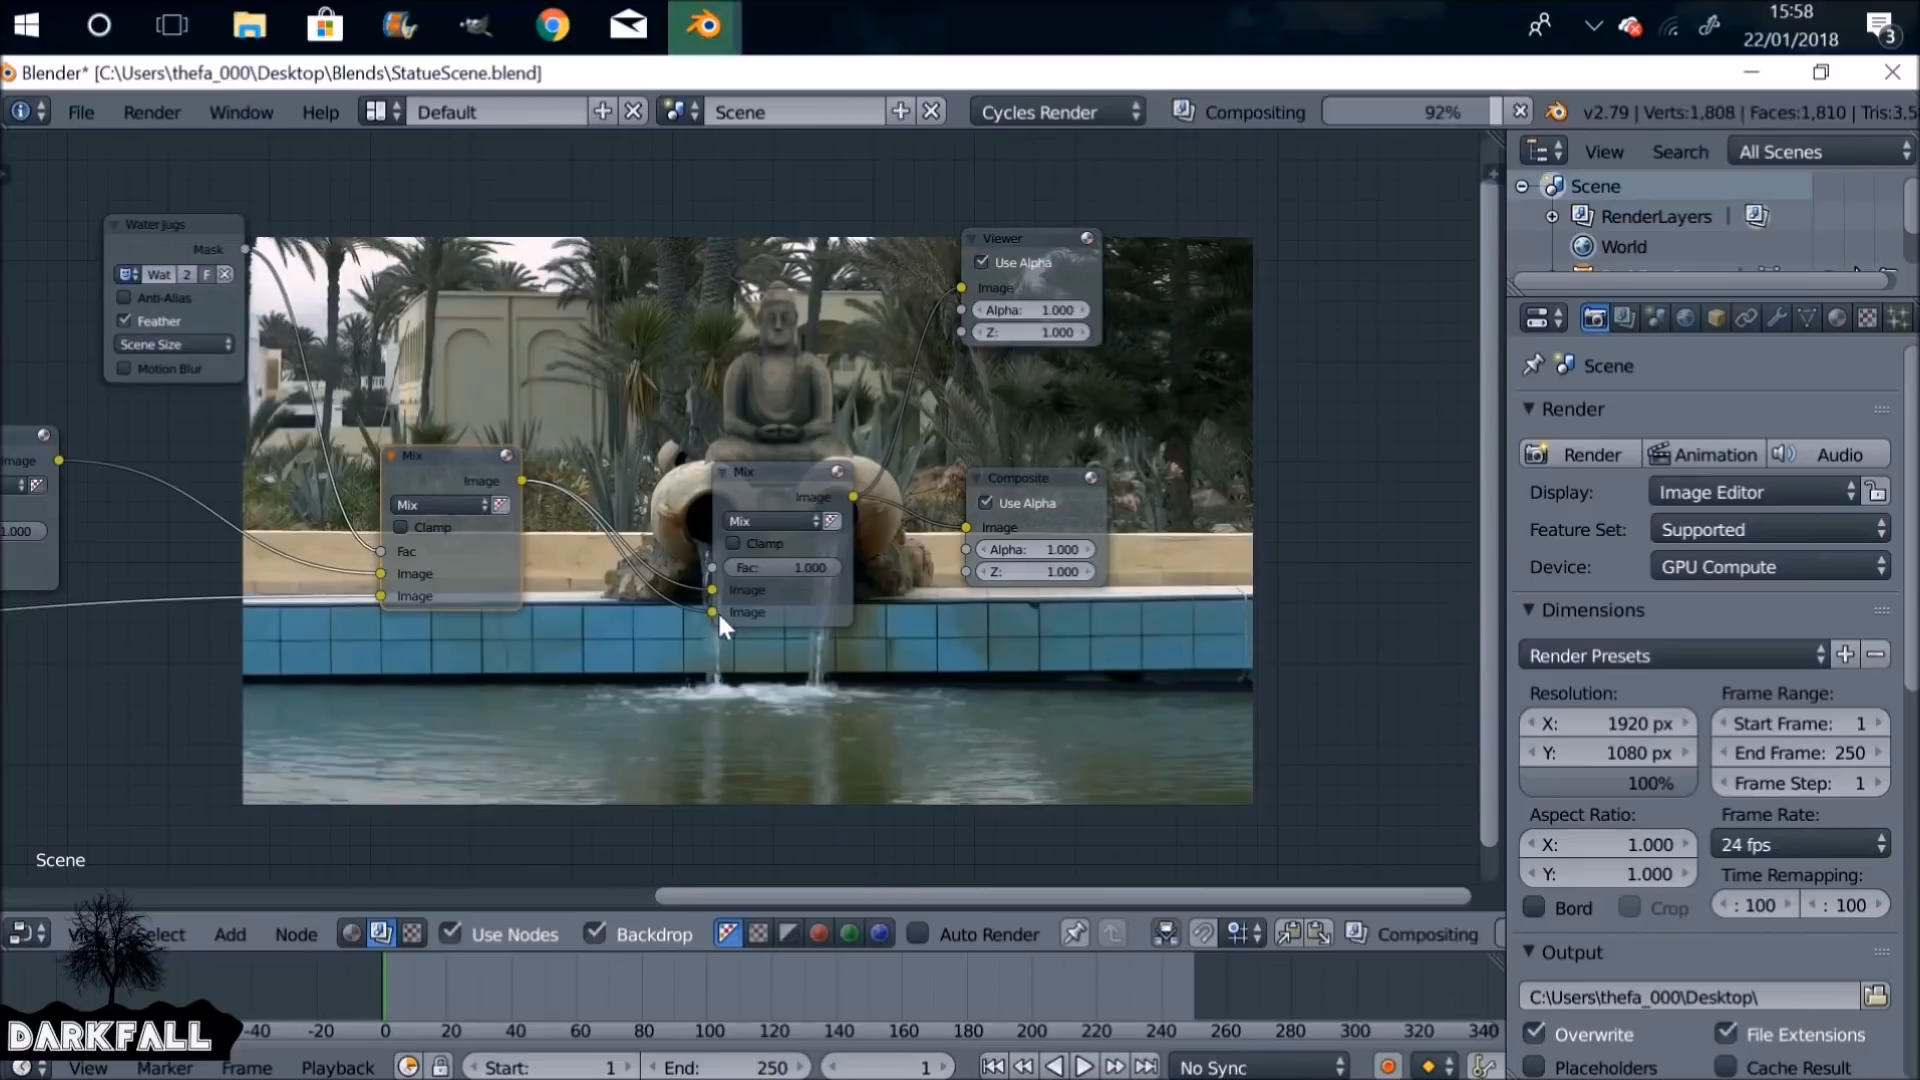 15:58
22/01/2018
3
Blender* [C:\Users\thefa_000\Desktop\Blends\StatueScene.blend]
File Render Window Help Default Scene Cycles Render Compositing 92% v2.79 | Verts:1,808 | Faces:1,810 | Tris:3,5
View Search All Scenes
Scene
RenderLayers
World
Water jugs
Mask
Wat 2 F
Anti-Alias
Feather
Scene Size
Motion Blur
Image
1.000
Mix
Image
Mix
Clamp
Fac
Image
Image
Mix
Image
Mix
Clamp
Fac: 1.000
Image
Image
Viewer
Use Alpha
Image
Alpha: 1.000
Z: 1.000
Composite
Use Alpha
Image
Alpha: 1.000
Z: 1.000
Scene
Render
Render Animation Audio
Display: Image Editor
Feature Set: Supported
Device: GPU Compute
Dimensions
Render Presets
Resolution: Frame Range:
X: 1920 px Start Frame: 1
Y: 1080 px End Frame: 250
100% Frame Step: 1
Aspect Ratio: Frame Rate:
X: 1.000 24 fps
Y: 1.000 Time Remapping:
Bord Crop : 100 : 100
Output
C:\Users\thefa_000\Desktop\
Overwrite File Extensions
Placeholders Cache Result
Scene
Select Add Node Use Nodes Backdrop Auto Render Compositing
-40 -20 0 20 40 60 80 100 120 140 160 180 200 220 240 260 280 300 320 340
DARKFALL
View Marker Frame Playback Start: 1 End: 250 1 No Sync